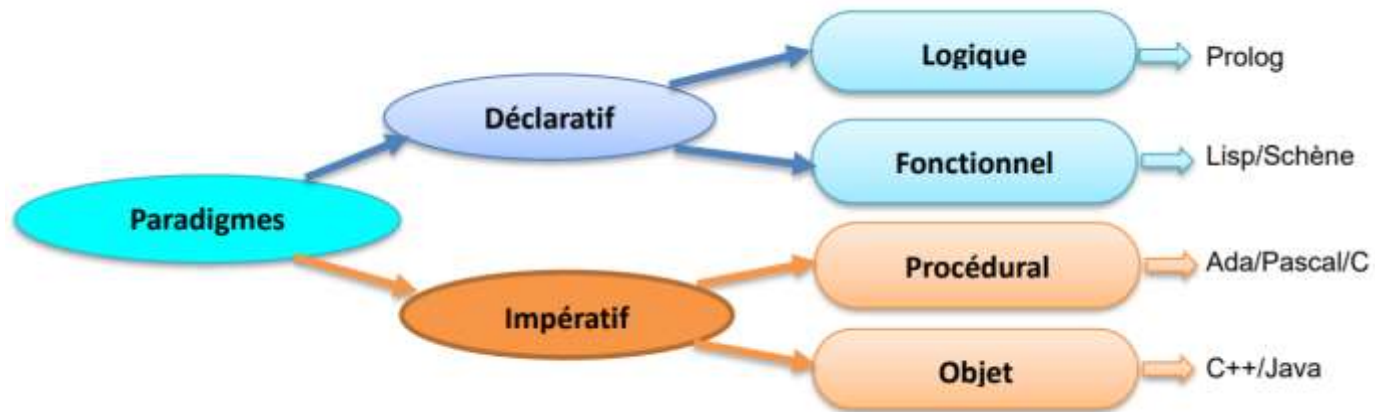 Logique
Prolog
Déclaratif
Fonctionnel
Lisp/Schène
Paradigmes
Procédural
Ada/Pascal/C
Impératif
Objet
C++/Java